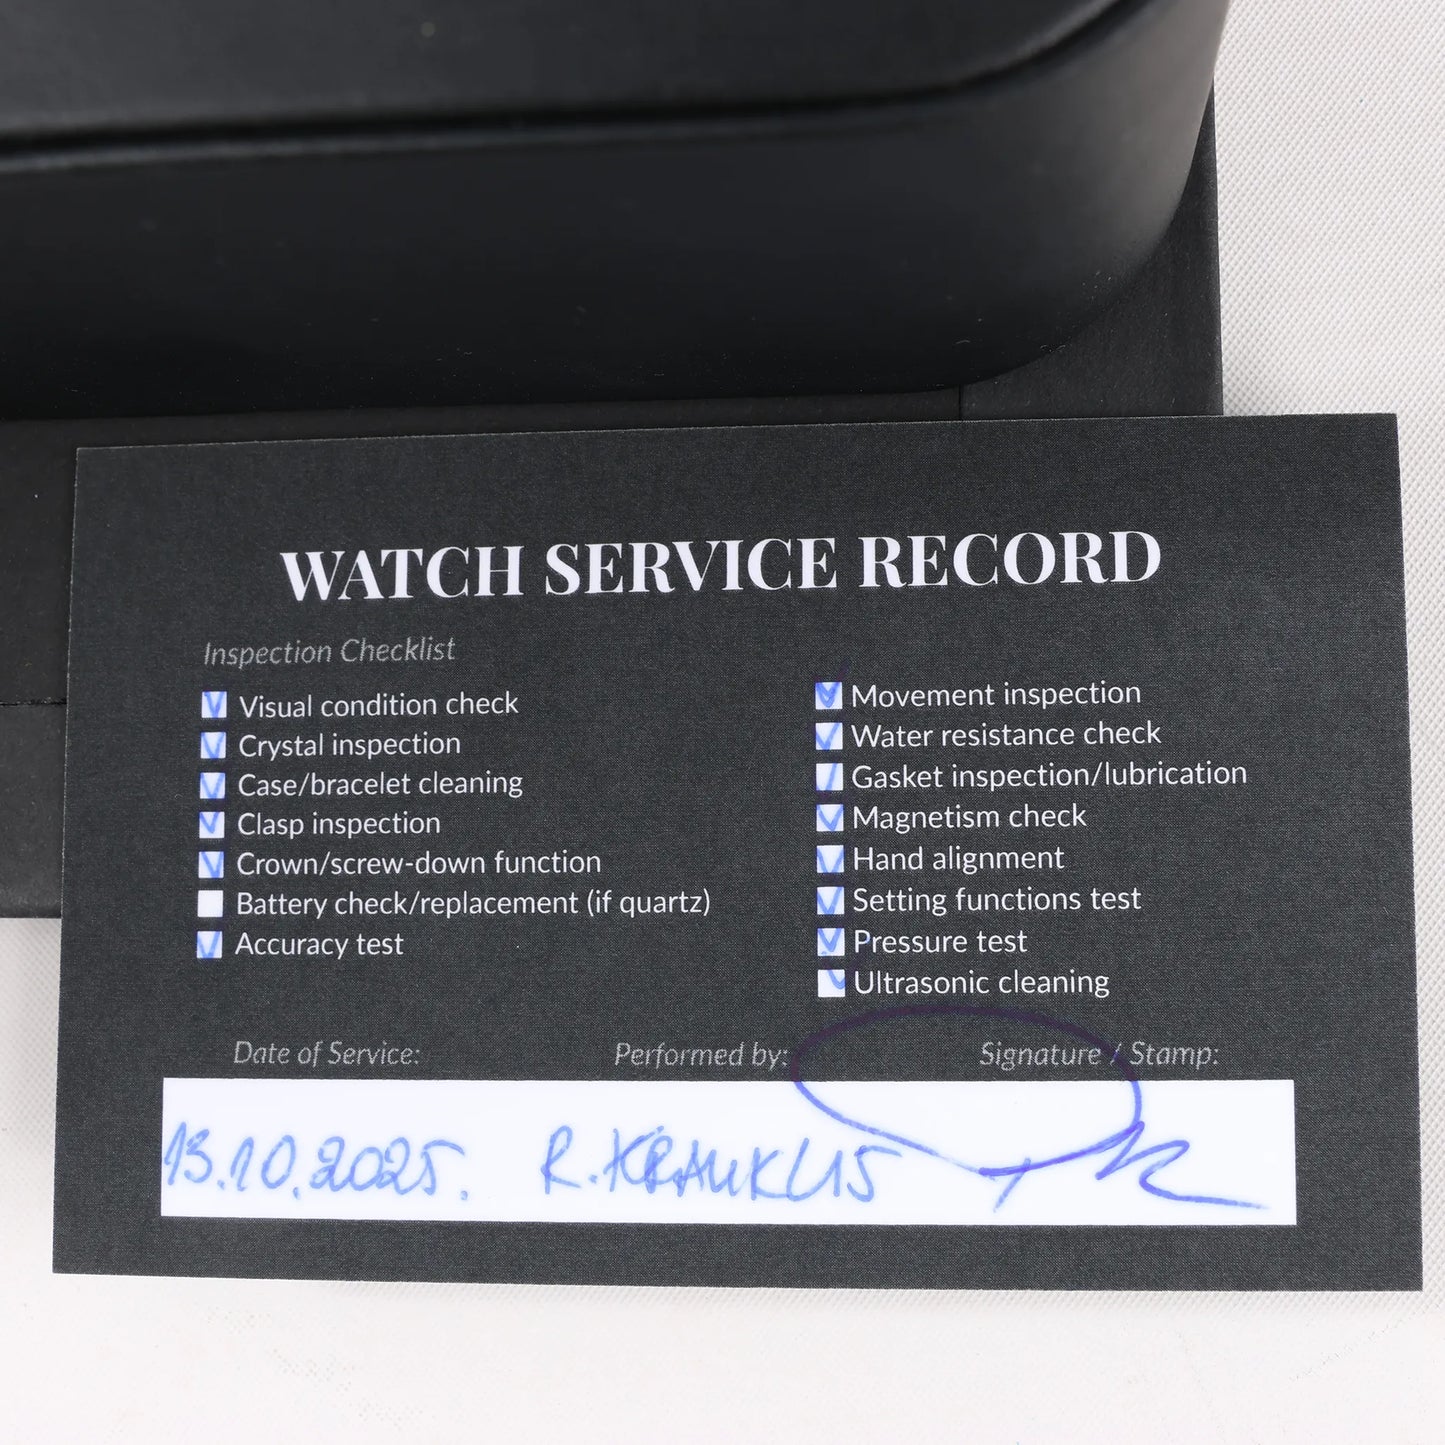 WATCH SERVICE RECORD
Inspection Checklist
Visual condition check
Crystal inspection
Case/bracelet cleaning
Clasp inspection
Crown/screw-down function
Battery check/replacement (if quartz)
Accuracy test
Movement inspection
Water resistance check
Gasket inspection/lubrication
Magnetism check
Hand alignment
Setting functions test
Pressure test
Ultrasonic cleaning
Date of Service: Performed by: Signature / Stamp:
13.10.2025. R. KRAUKLIS